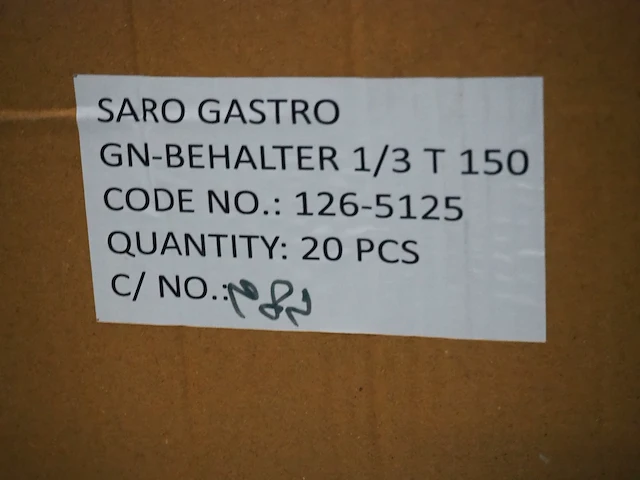 SARO GASTRO
GN-BEHALTER 1/3 T 150
CODE NO.: 126-5125
QUANTITY: 20 PCS
C/ NO.: